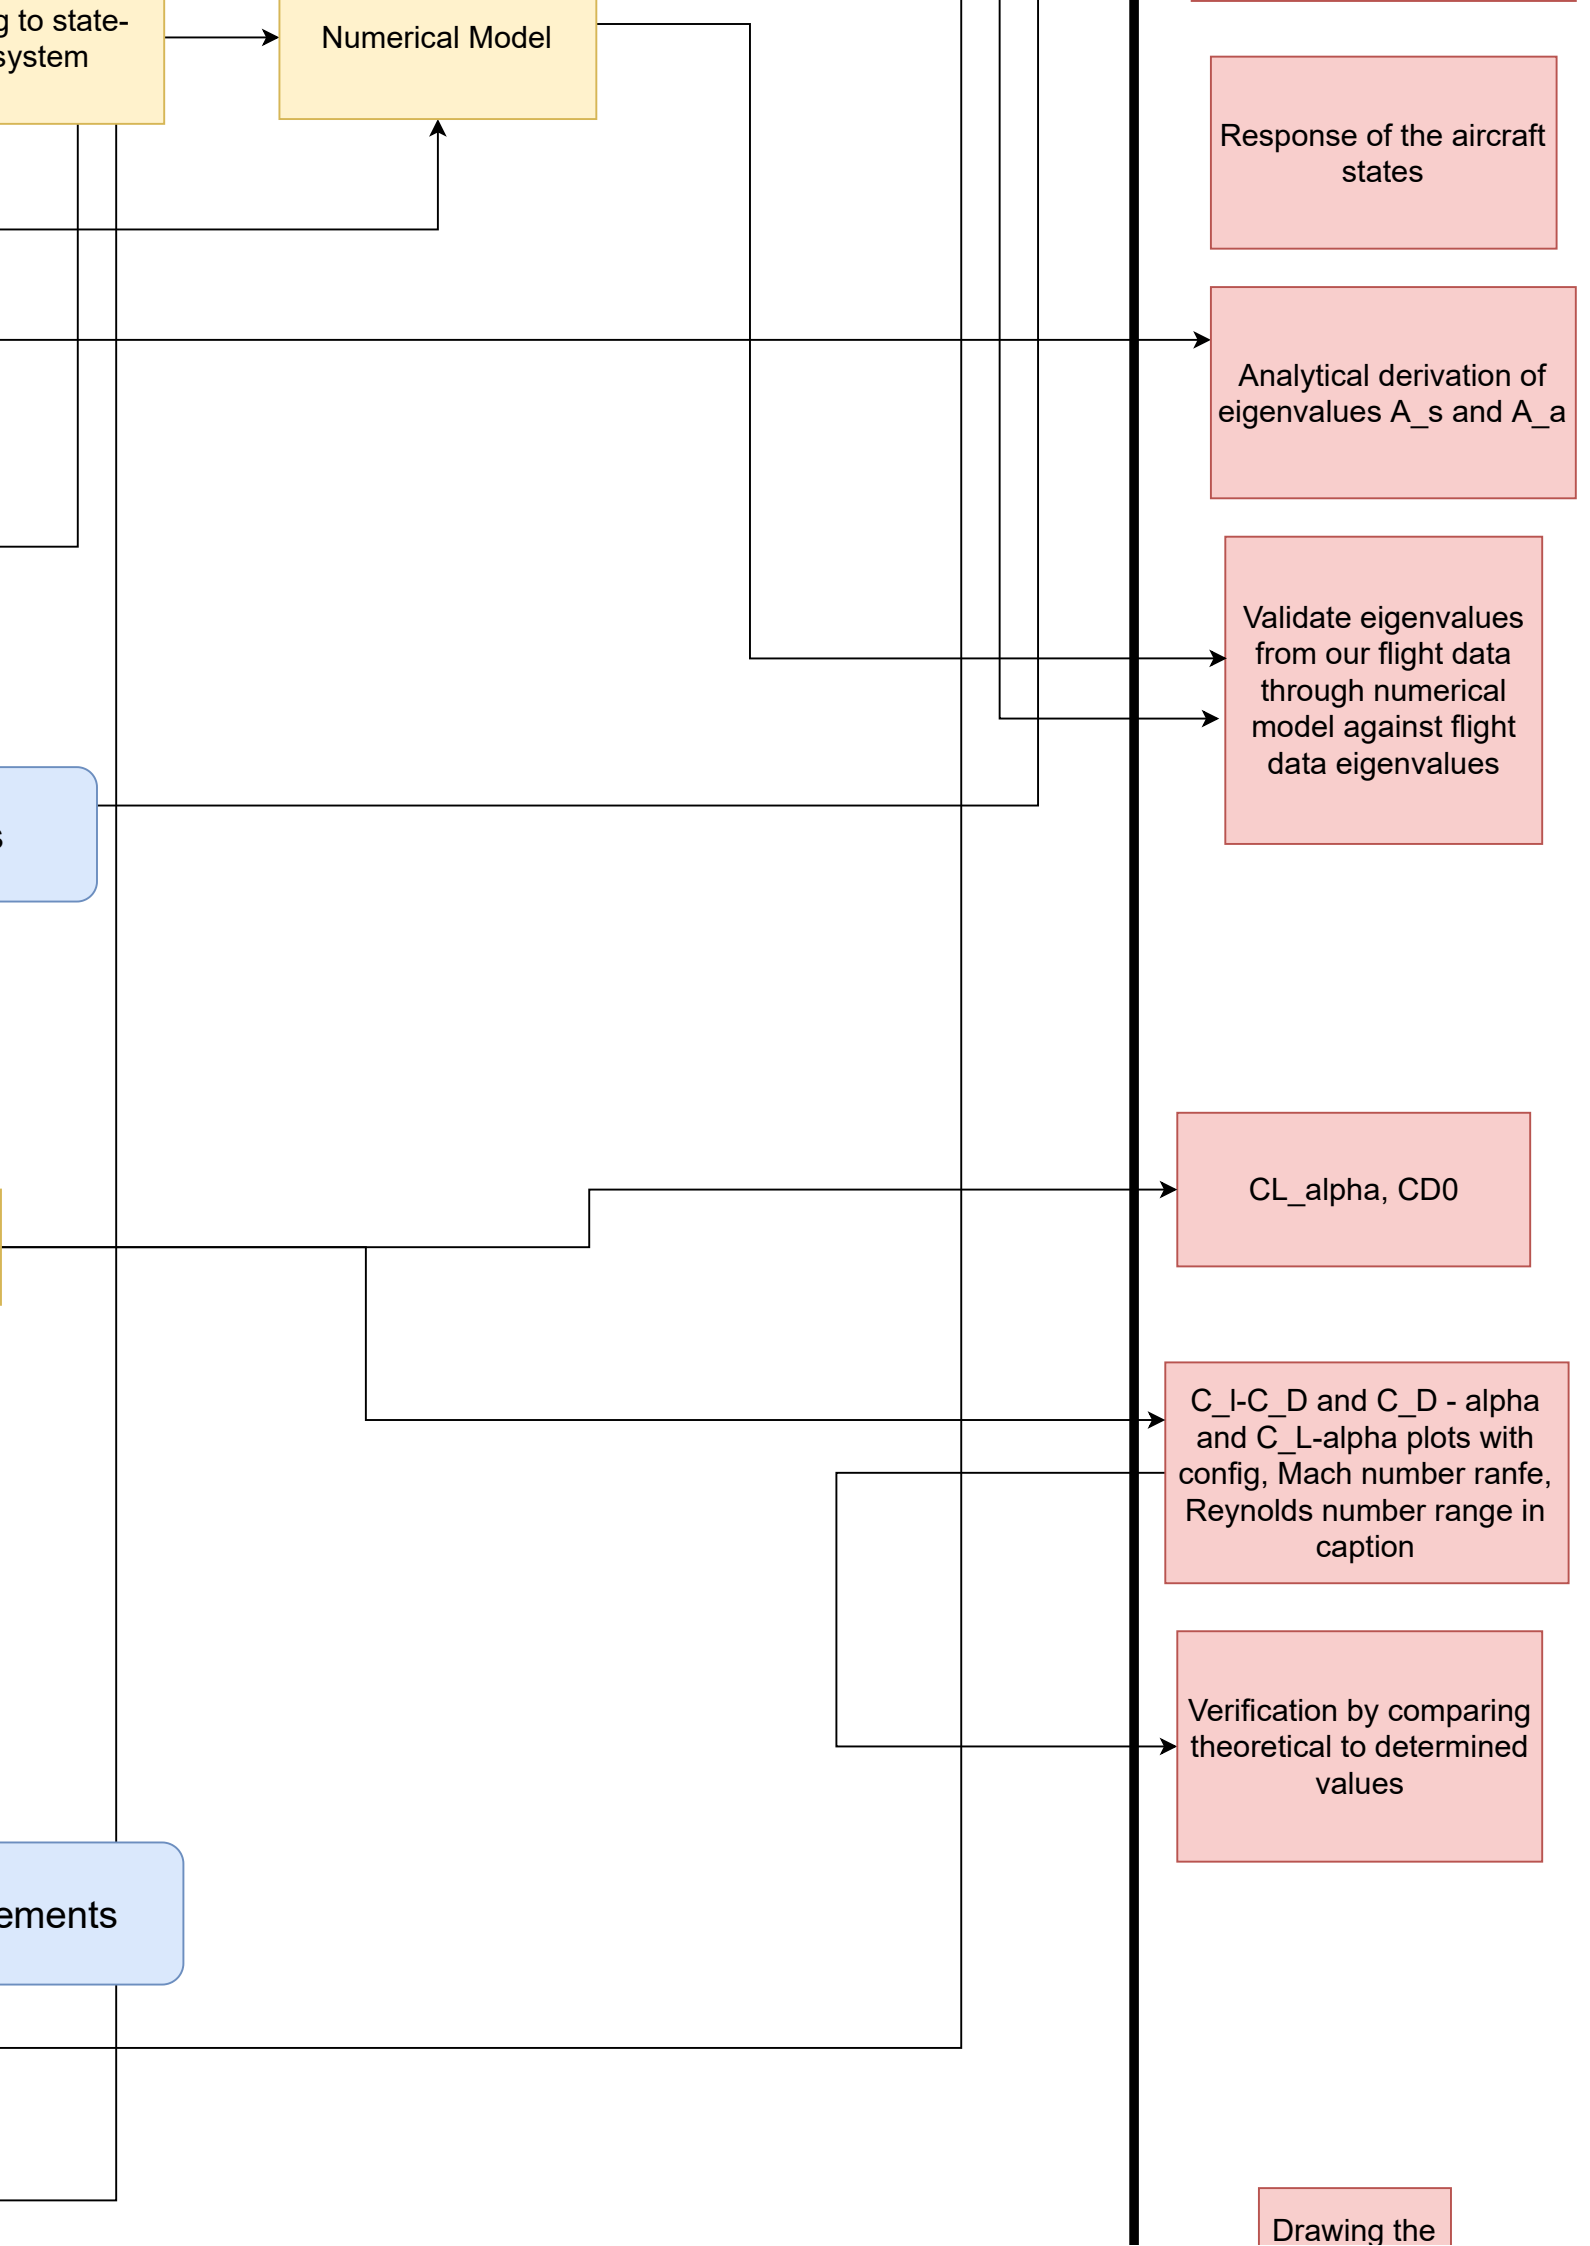 g to state-
system
Numerical Model
Response of the aircraft
states
Analytical derivation of
eigenvalues A_s and A_a
Validate eigenvalues
from our flight data
through numerical
model against flight
data eigenvalues
s
CL_alpha, CD0
C_l-C_D and C_D - alpha
and C_L-alpha plots with
config, Mach number ranfe,
Reynolds number range in
caption
Verification by comparing
theoretical to determined
values
ements
Drawing the